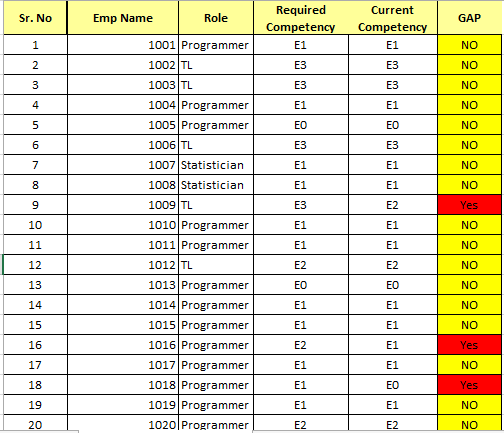 Sr. No Emp Name Role Required Competency Current Competency GAP
1 1001 Programmer E1 E1 NO
2 1002 TL E3 E3 NO
3 1003 TL E3 E3 NO
4 1004 Programmer E1 E1 NO
5 1005 Programmer E0 E0 NO
6 1006 TL E3 E3 NO
7 1007 Statistician E1 E1 NO
8 1008 Statistician E1 E1 NO
9 1009 TL E3 E2 Yes
10 1010 Programmer E1 E1 NO
11 1011 Programmer E1 E1 NO
12 1012 TL E2 E2 NO
13 1013 Programmer E0 E0 NO
14 1014 Programmer E1 E1 NO
15 1015 Programmer E1 E1 NO
16 1016 Programmer E2 E1 Yes
17 1017 Programmer E1 E1 NO
18 1018 Programmer E1 E0 Yes
19 1019 Programmer E1 E1 NO
20 1020 Programmer E2 E2 NO